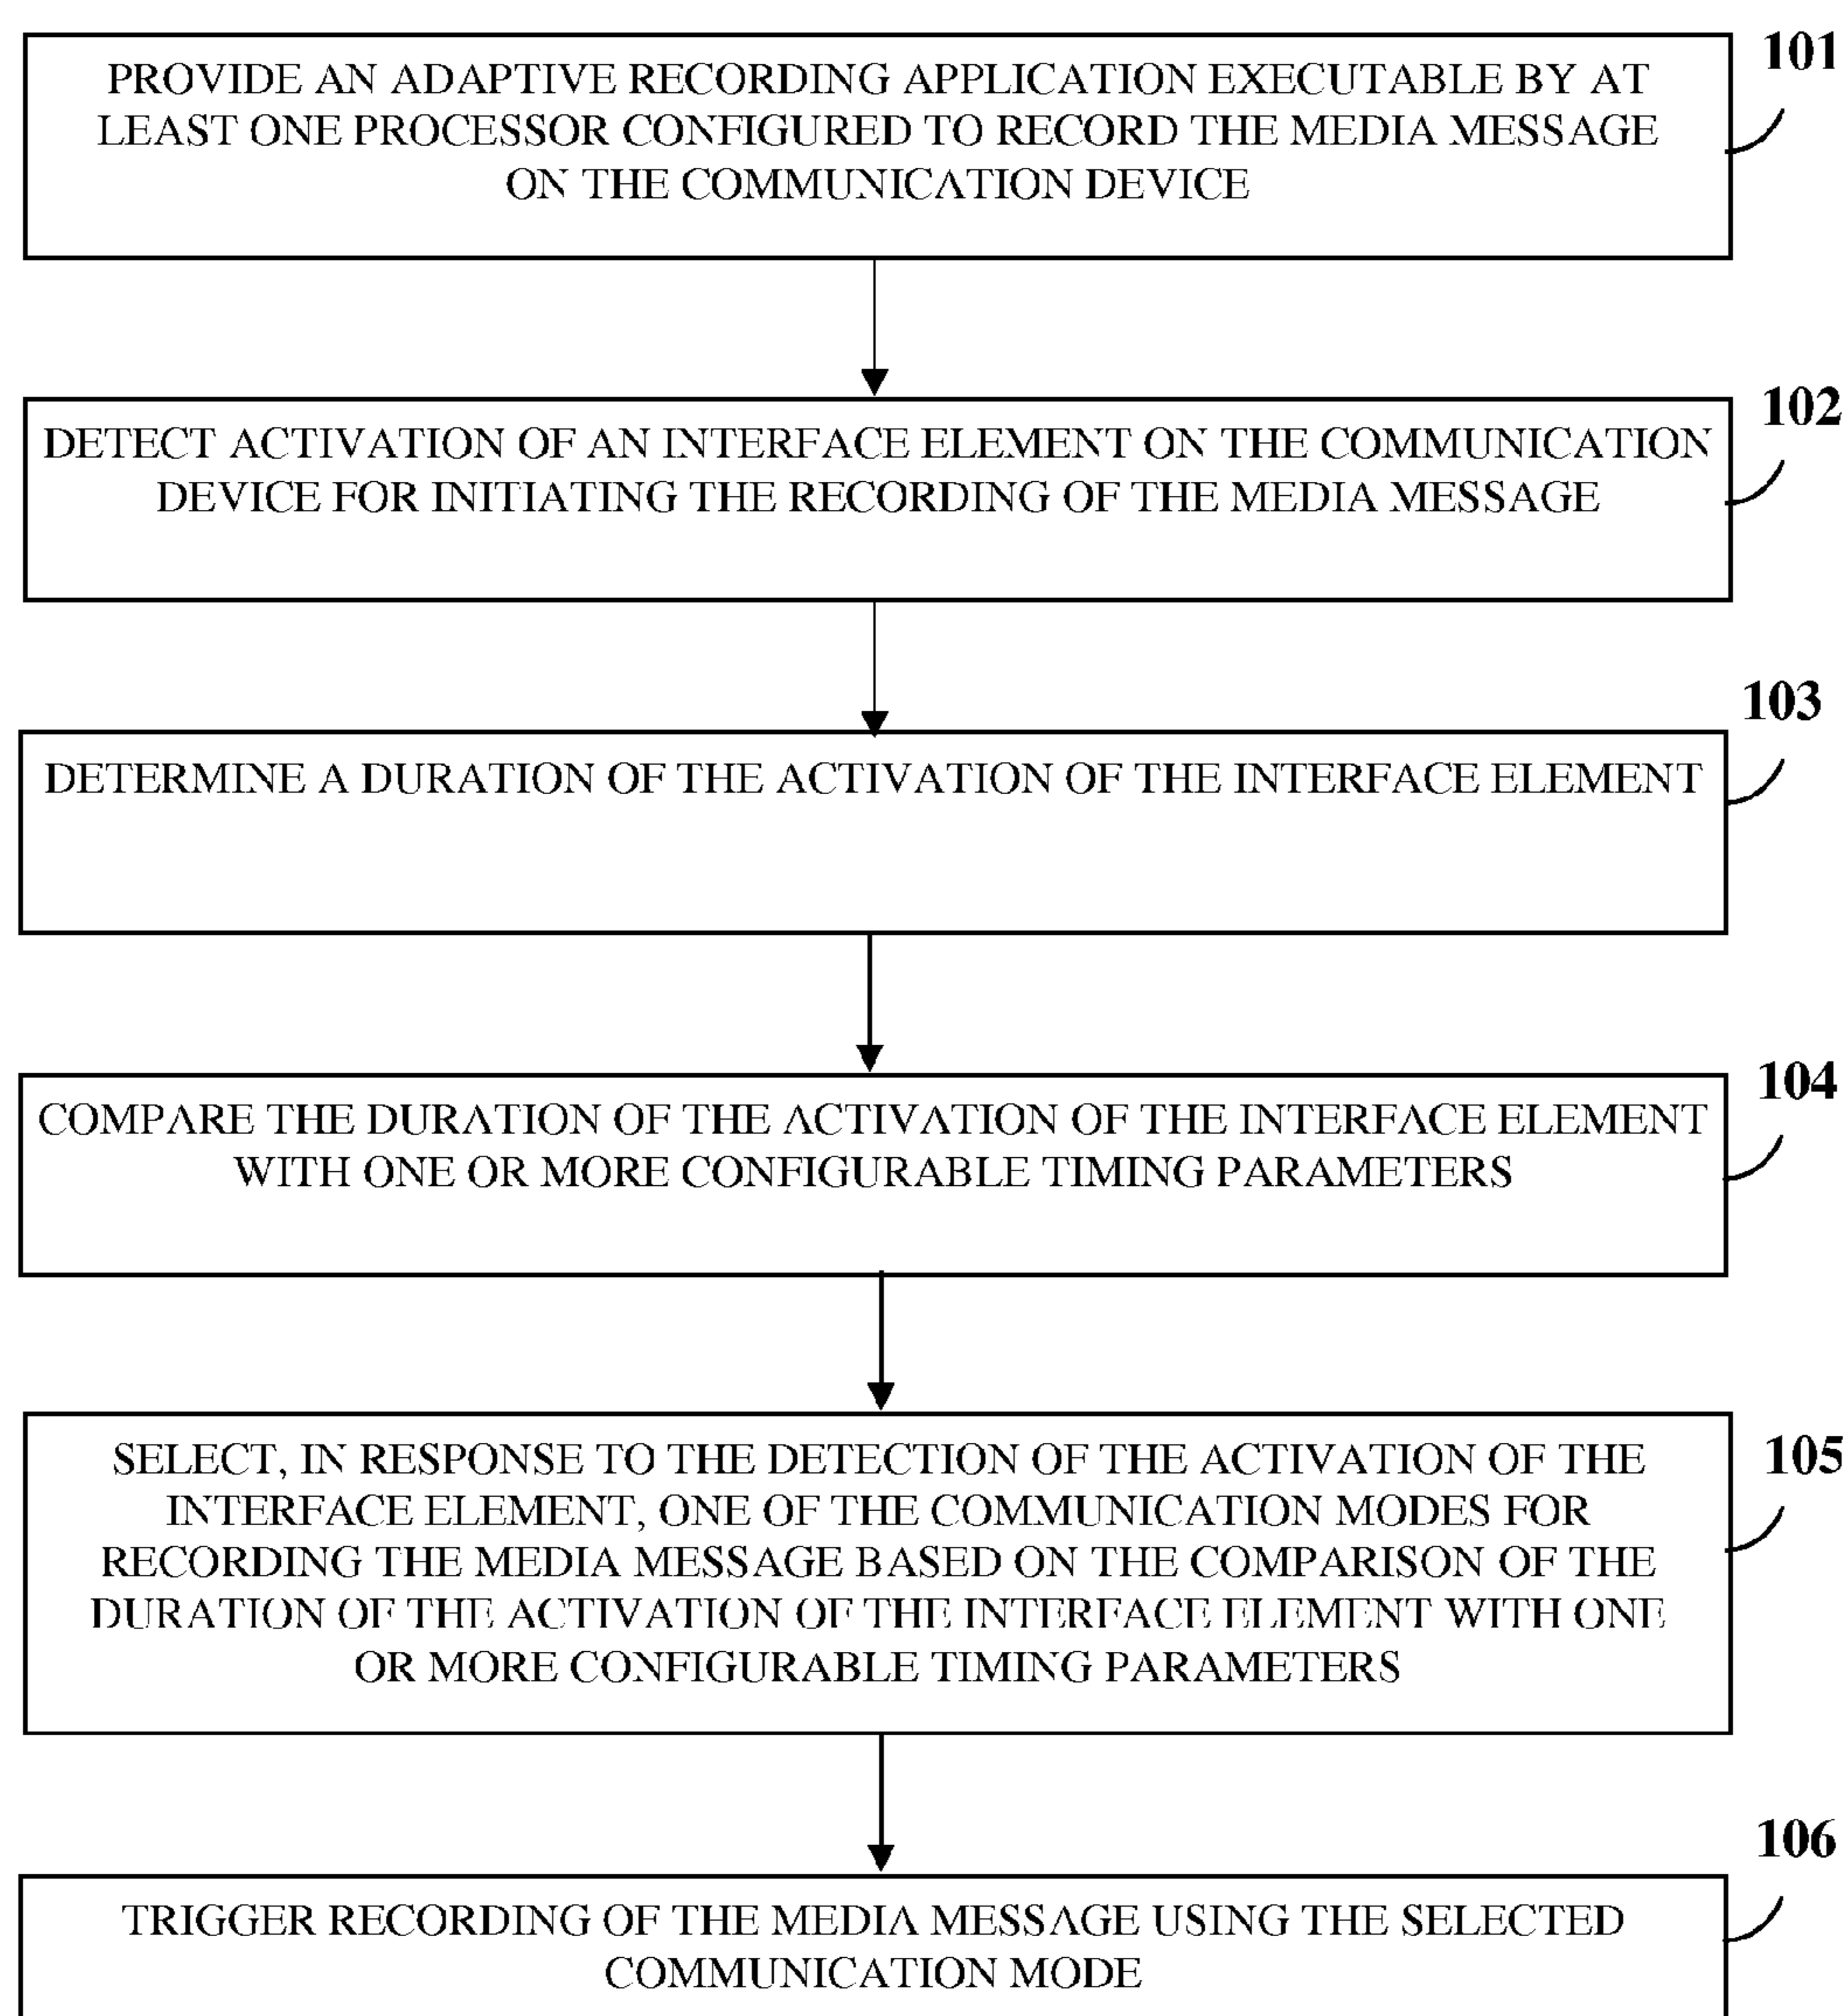 101
PROVIDE AN ADAPTIVE RECORDING APPLICATION EXECUTABLE BY AT
LEAST ONE PROCESSOR CONFIGURED TO RECORD THE MEDIA MESSAGE
ON THE COMMUNICATION DEVICE
102
DETECT ACTIVATION OF AN INTERFACE ELEMENT ON THE COMMUNICATION
DEVICE FOR INITIATING THE RECORDING OF THE MEDIA MESSAGE
103
DETERMINE A DURATION OF THE ACTIVATION OF THE INTERFACE ELEMENT
104
COMPARE THE DURATION OF THE ACTIVATION OF THE INTERFACE ELEMENT
WITH ONE OR MORE CONFIGURABLE TIMING PARAMETERS
105
SELECT, IN RESPONSE TO THE DETECTION OF THE ACTIVATION OF THE
INTERFACE ELEMENT, ONE OF THE COMMUNICATION MODES FOR
RECORDING THE MEDIA MESSAGE BASED ON THE COMPARISON OF THE
DURATION OF THE ACTIVATION OF THE INTERFACE ELEMENT WITH ONE
OR MORE CONFIGURABLE TIMING PARAMETERS
106
TRIGGER RECORDING OF THE MEDIA MESSAGE USING THE SELECTED
COMMUNICATION MODE